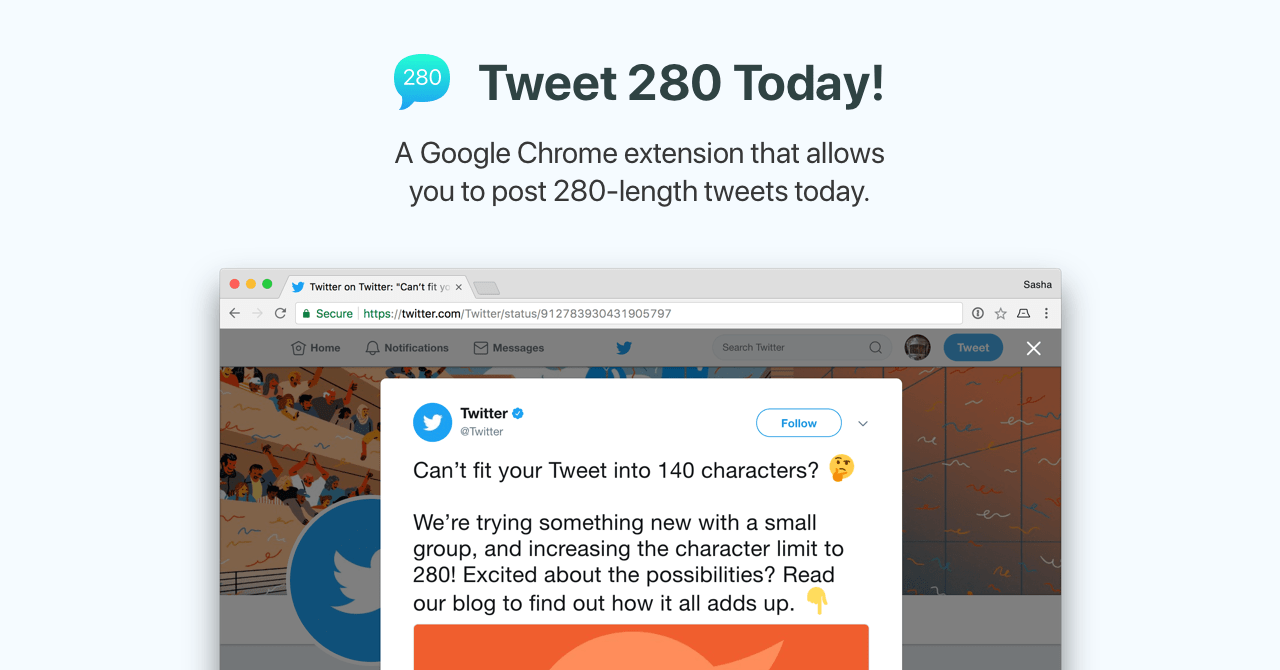 280
Tweet 280 Today!
A Google Chrome extension that allows
you to post 280-length tweets today.
Twitter on Twitter: "Can't fit yo
Sasha
Secure
https://twitter.com/Twitter/status/912783930431905797
Home
Notifications
Messages
Search Twitter
Tweet
Twitter
@Twitter
Follow
Can’t fit your Tweet into 140 characters? 🤔
We’re trying something new with a small
group, and increasing the character limit to
280! Excited about the possibilities? Read
our blog to find out how it all adds up. 👇